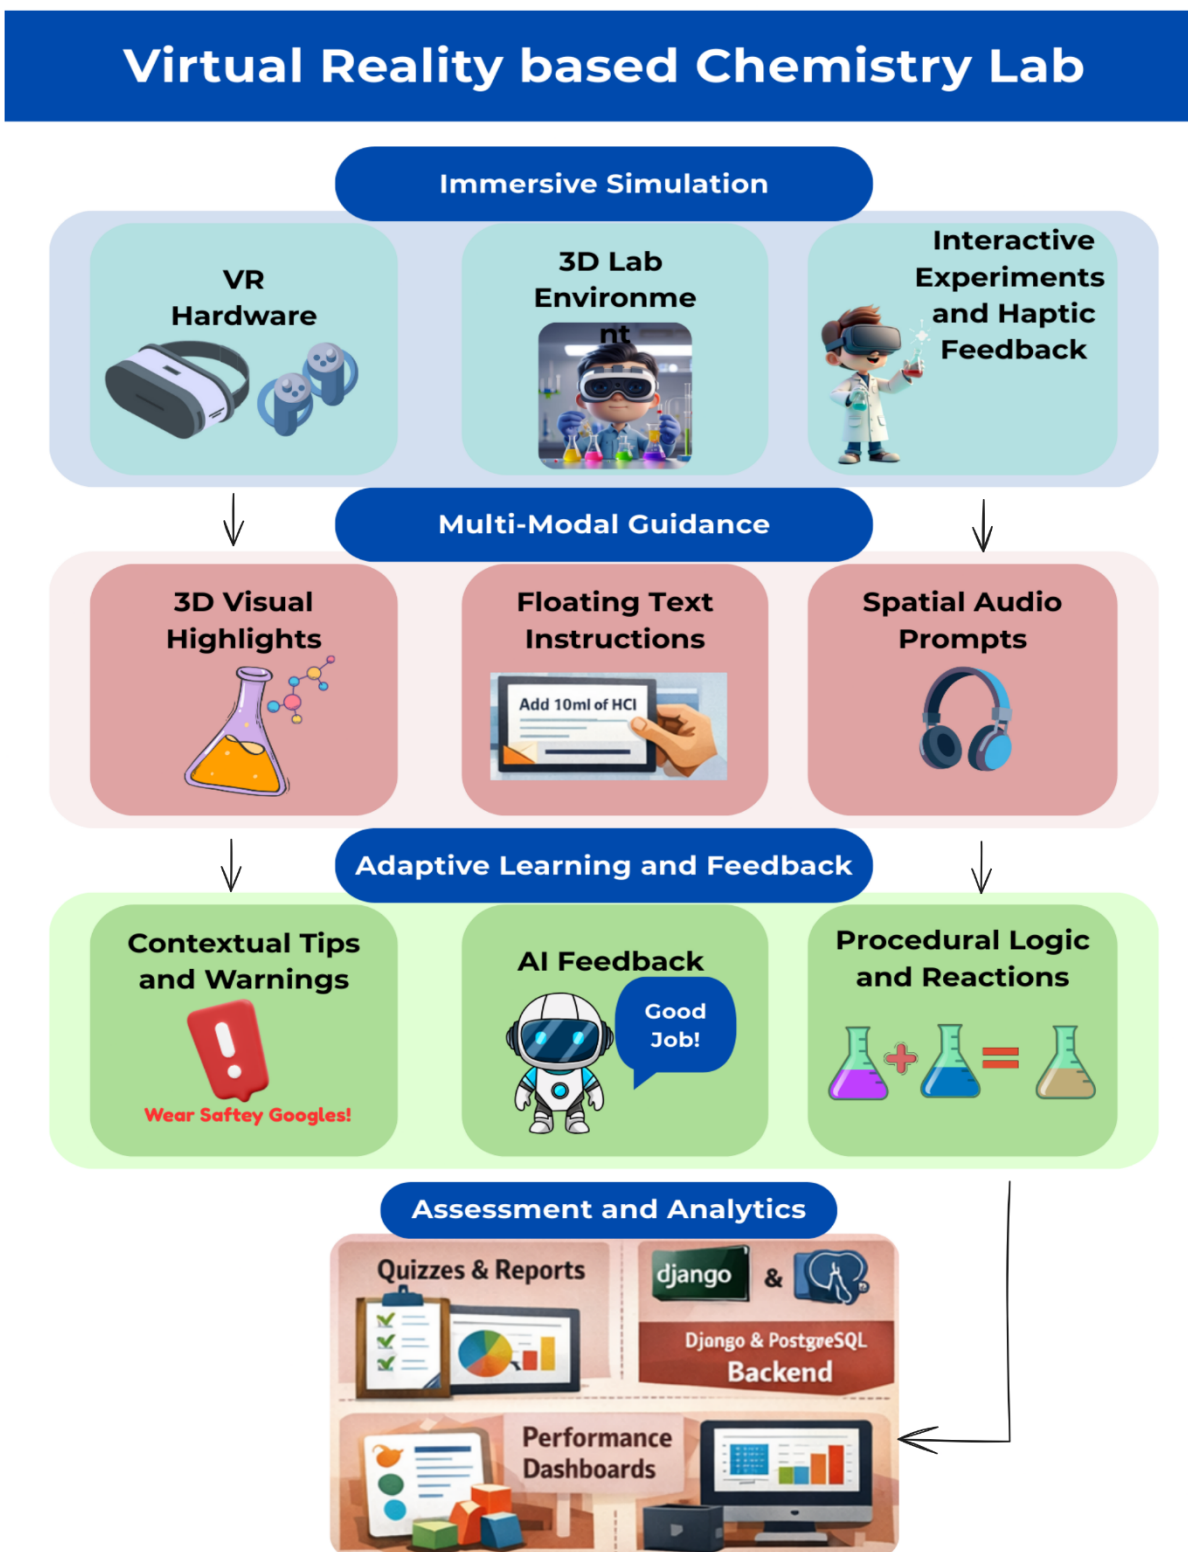 Virtual Reality based Chemistry Lab
Immersive Simulation
VR
Hardware
3D Lab
Environme
nt
Interactive
Experiments
and Haptic
Feedback
Multi-Modal Guidance
3D Visual
Highlights
Floating Text
Instructions
Add 10ml of HCl
Spatial Audio
Prompts
Adaptive Learning and Feedback
Contextual Tips
and Warnings
Wear Saftey Googles!
AI Feedback
Good
Job!
Procedural Logic
and Reactions
Assessment and Analytics
Quizzes & Reports
django &
Django & PostgreSQL
Backend
Performance
Dashboards